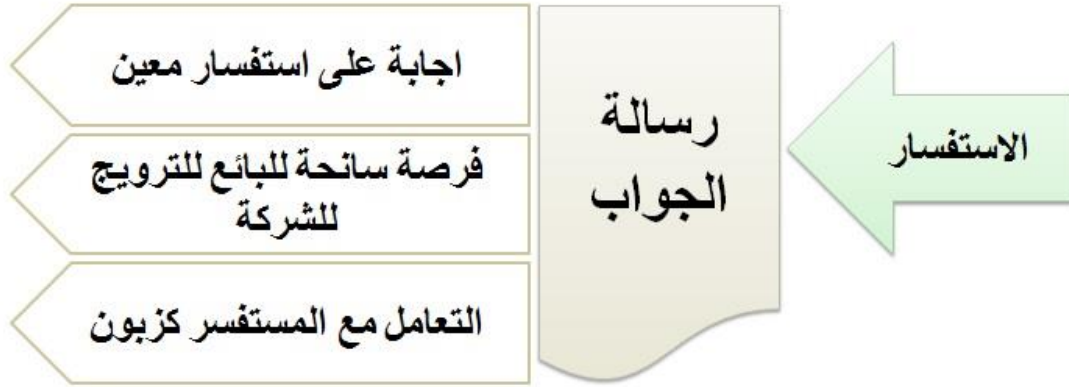 الاستفسار
رسالة
الجواب
اجابة على استفسار معين
فرصة سانحة للبائع للترويج
للشركة
التعامل مع المستفسر كزبون